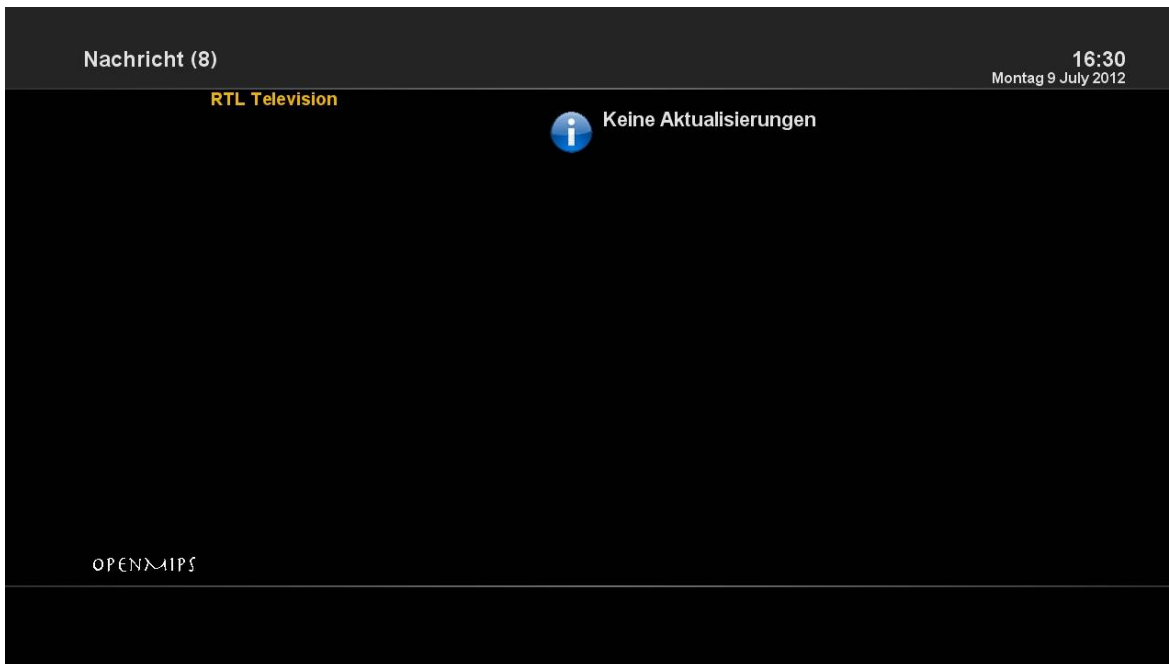 Nachricht (8)
16:30
Montag 9 July 2012
RTL Television
Keine Aktualisierungen
OPENMIPS